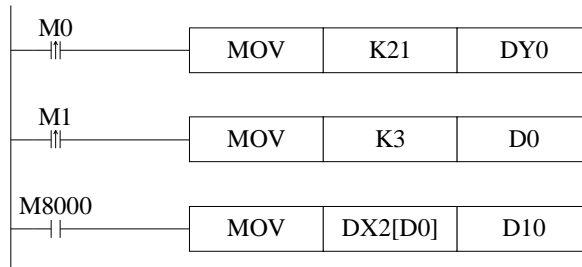 M0
MOV K21 DY0
M1
MOV K3 D0
M8000
MOV DX2[D0] D10